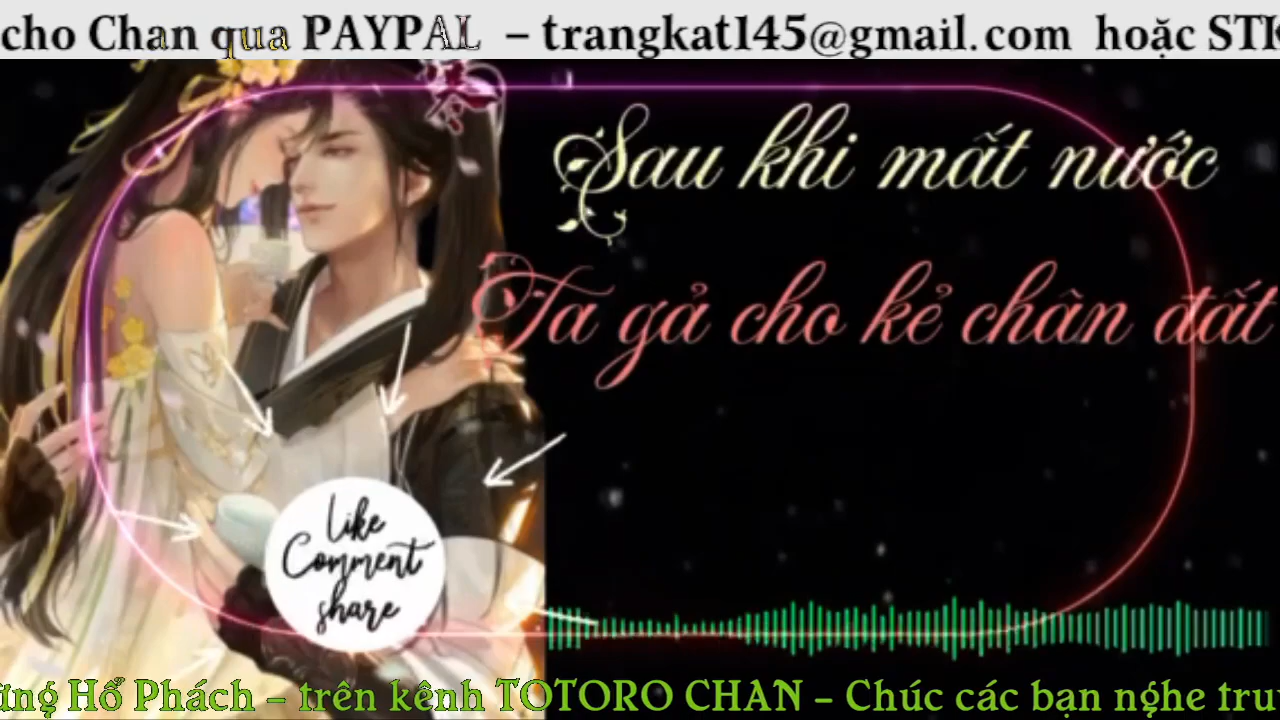 cho Chan qua PAYPAL – trangkat145@gmail.com hoặc STK
Sau khi mất nước
Ta gả cho kẻ chân đất
like
Comment
share
Hổ Phách – trên kênh TOTORO CHAN – Chúc các bạn nghe